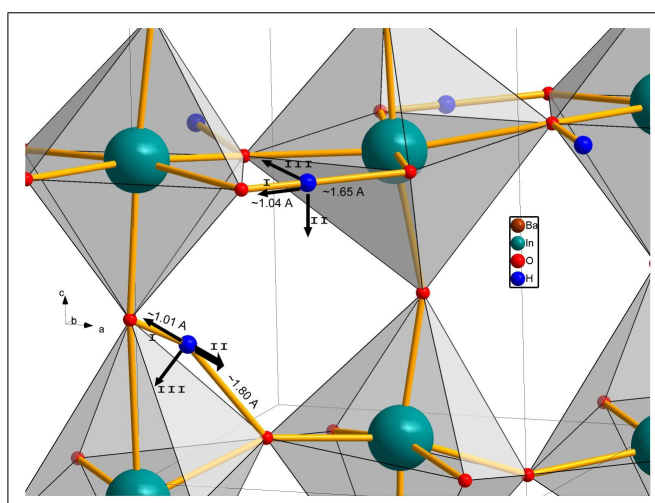 III
I
~1.04 A
~1.65 A
II
Ba
In
O
H
c
b
a
~1.01 A
I
II
III
~1.80 A